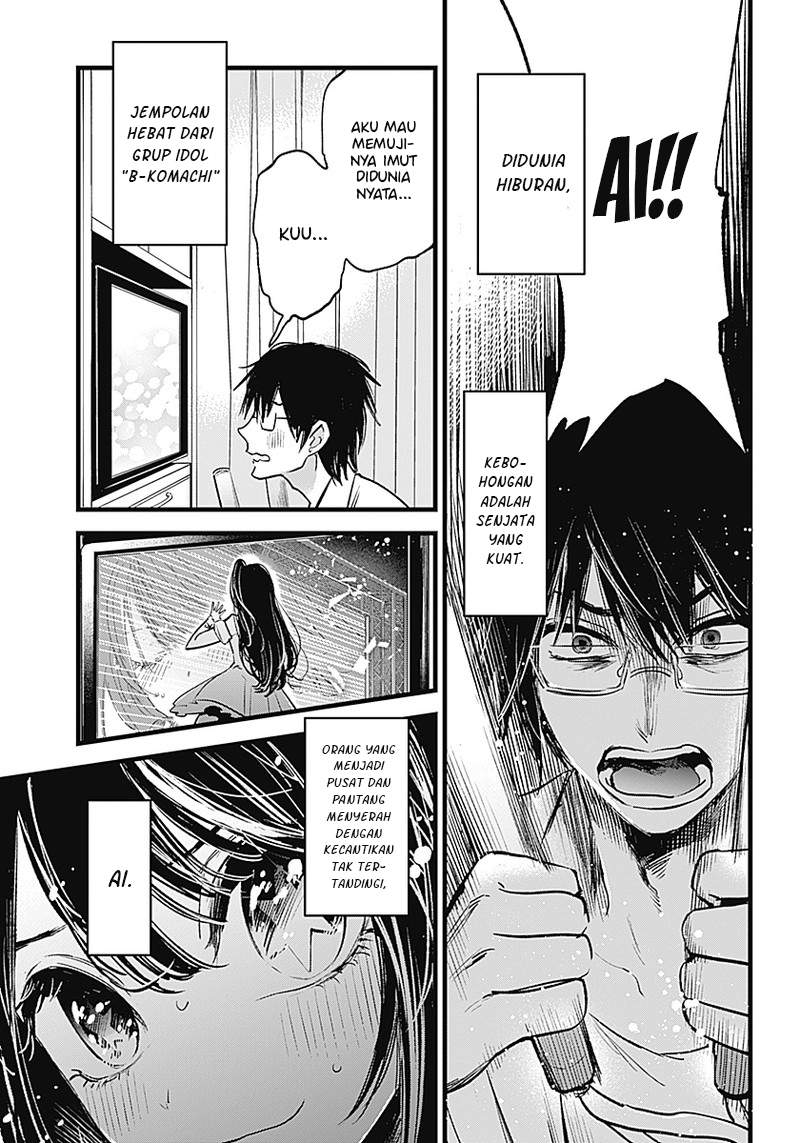 AI!!
DIDUNIA
HIBURAN,
KEBO-
HONGAN
ADALAH
SENJATA
YANG
KUAT.
AKU MAU
MEMUJI-
NYA IMUT
DIDUNIA
NYATA...
KUU...
JEMPOLAN
HEBAT DARI
GRUP IDOL
"B-KOMACHI"
ORANG YANG
MENJADI
PUSAT DAN
PANTANG
MENYERAH
DENGAN
KECANTIKAN
TAK TER-
TANDINGI,
AI.